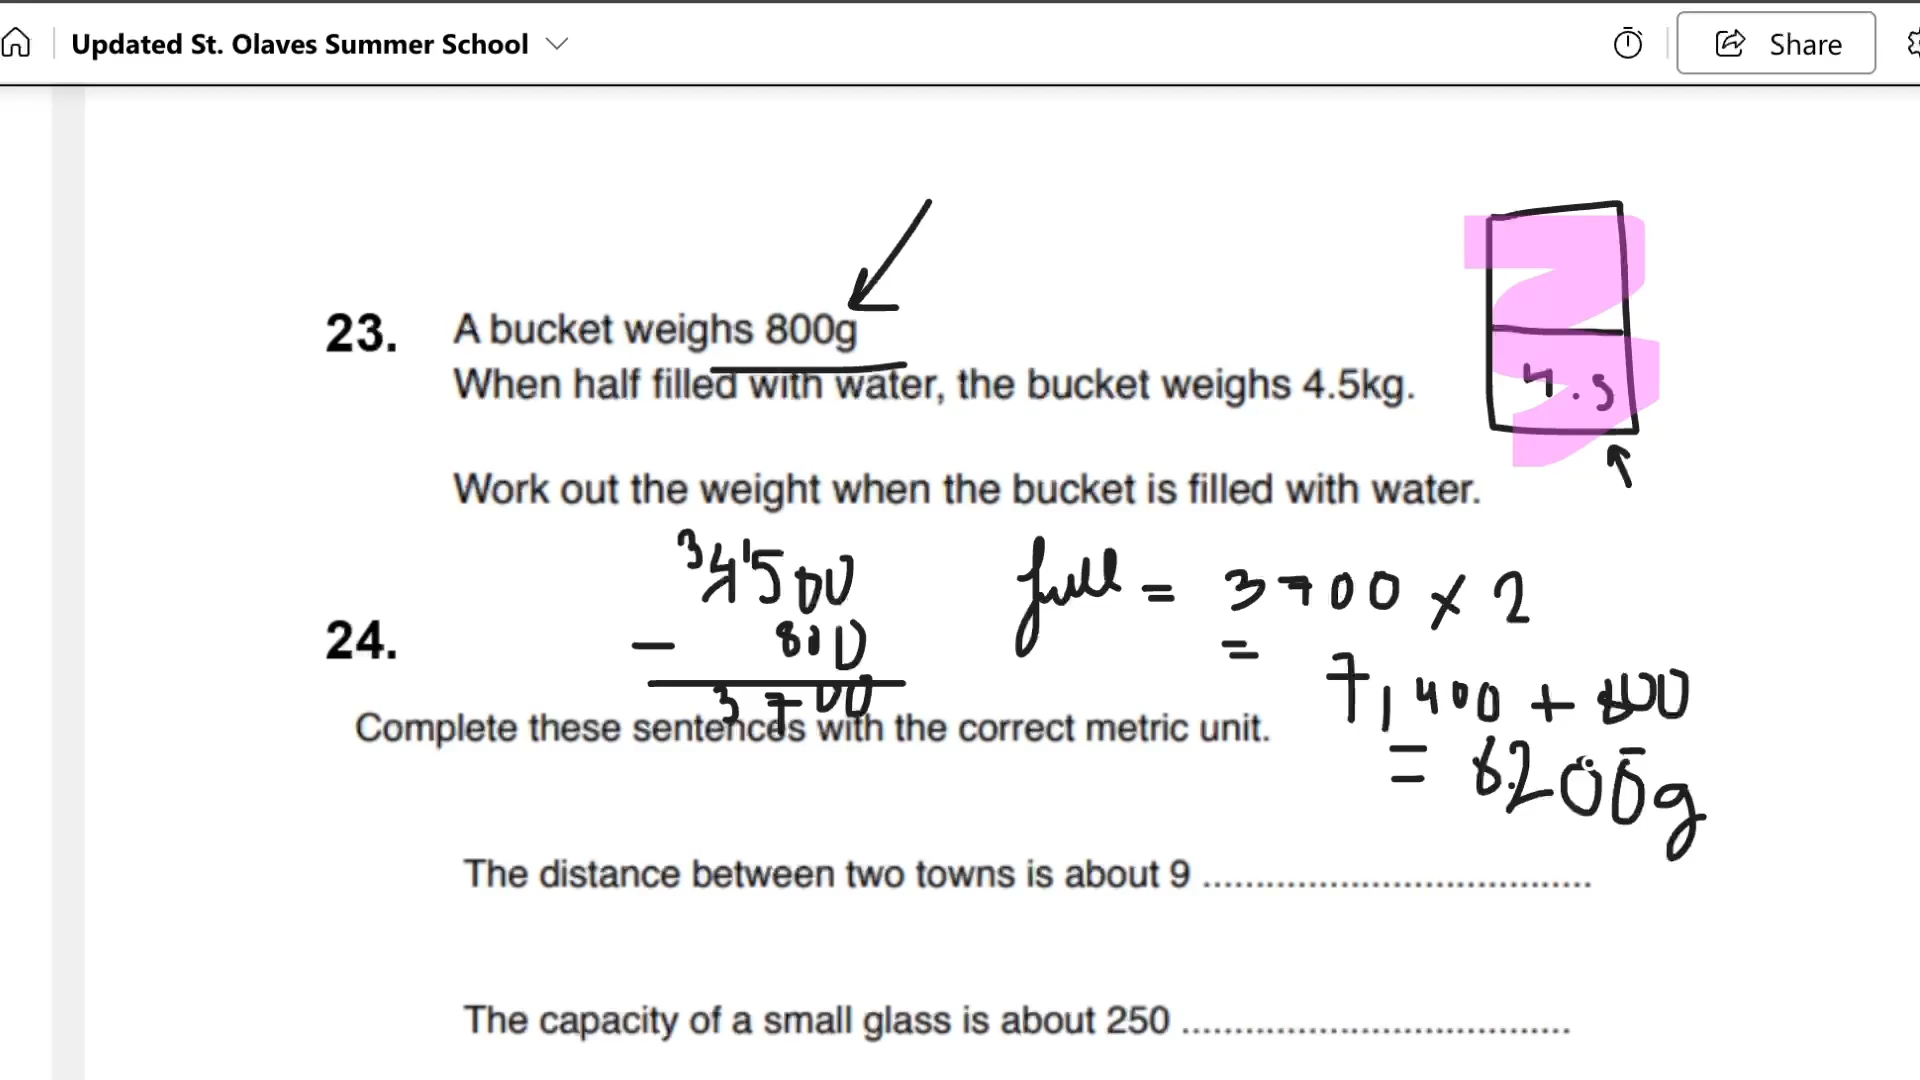 Updated St. Olaves Summer School
Share
23. A bucket weighs 800g
When half filled with water, the bucket weighs 4.5kg.
4.5
Work out the weight when the bucket is filled with water.
3 4 1500
full = 3700 x 2
- 800
= 7,400 + 800
3700
= 8200g
24.
Complete these sentences with the correct metric unit.
The distance between two towns is about 9 ....................................
The capacity of a small glass is about 250 ....................................